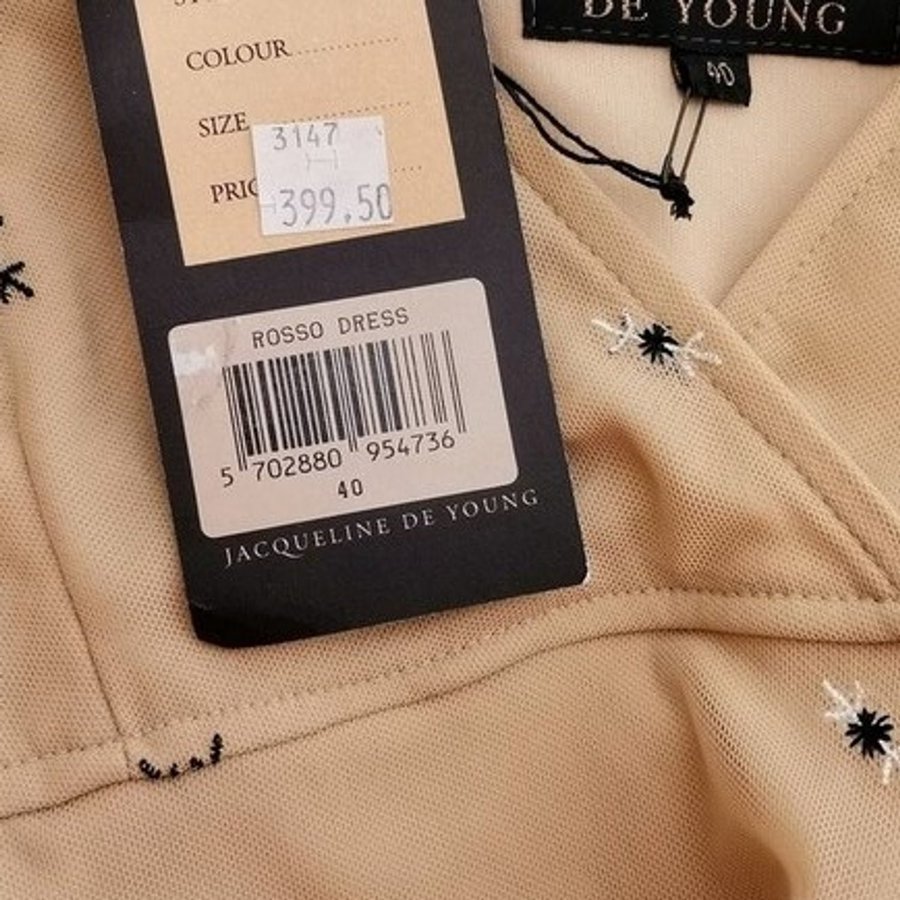 COLOUR
SIZE
3147
PRIC
399.50
ROSSO DRESS
5 702880 954736
40
JACQUELINE DE YOUNG
DE YOUNG
40